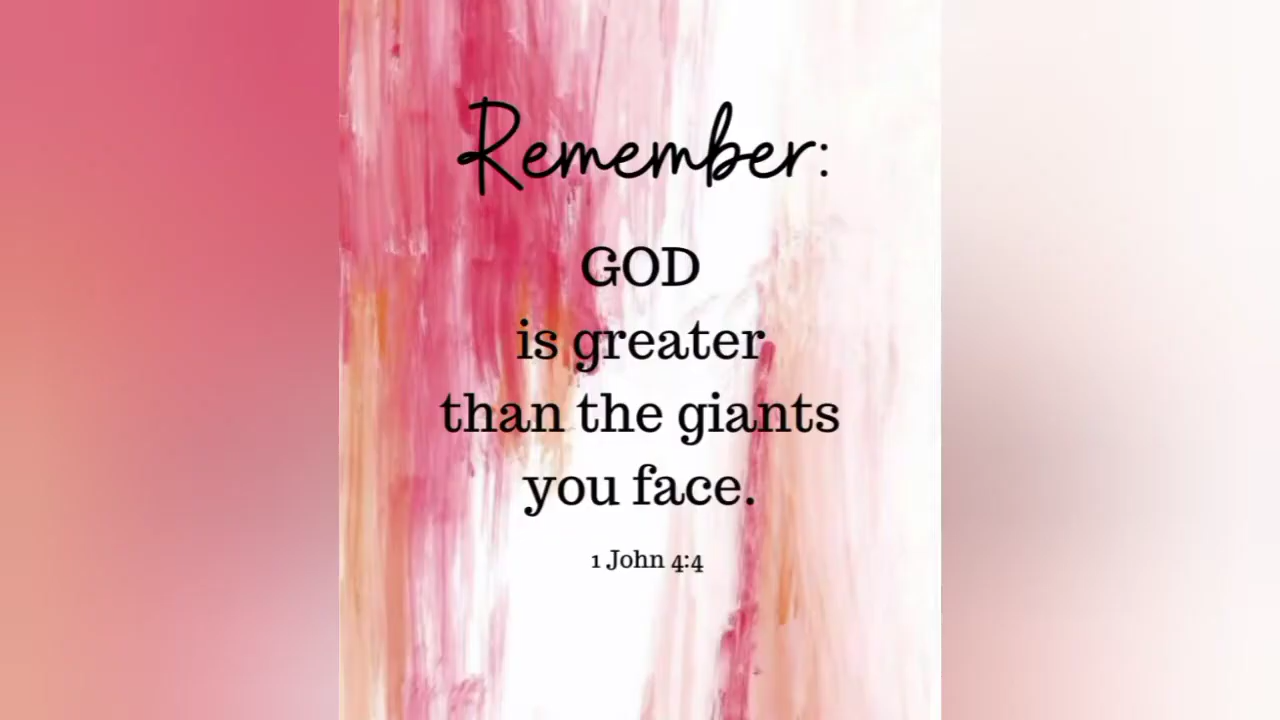 Remember:
GOD
is greater
than the giants
you face.
1 John 4:4